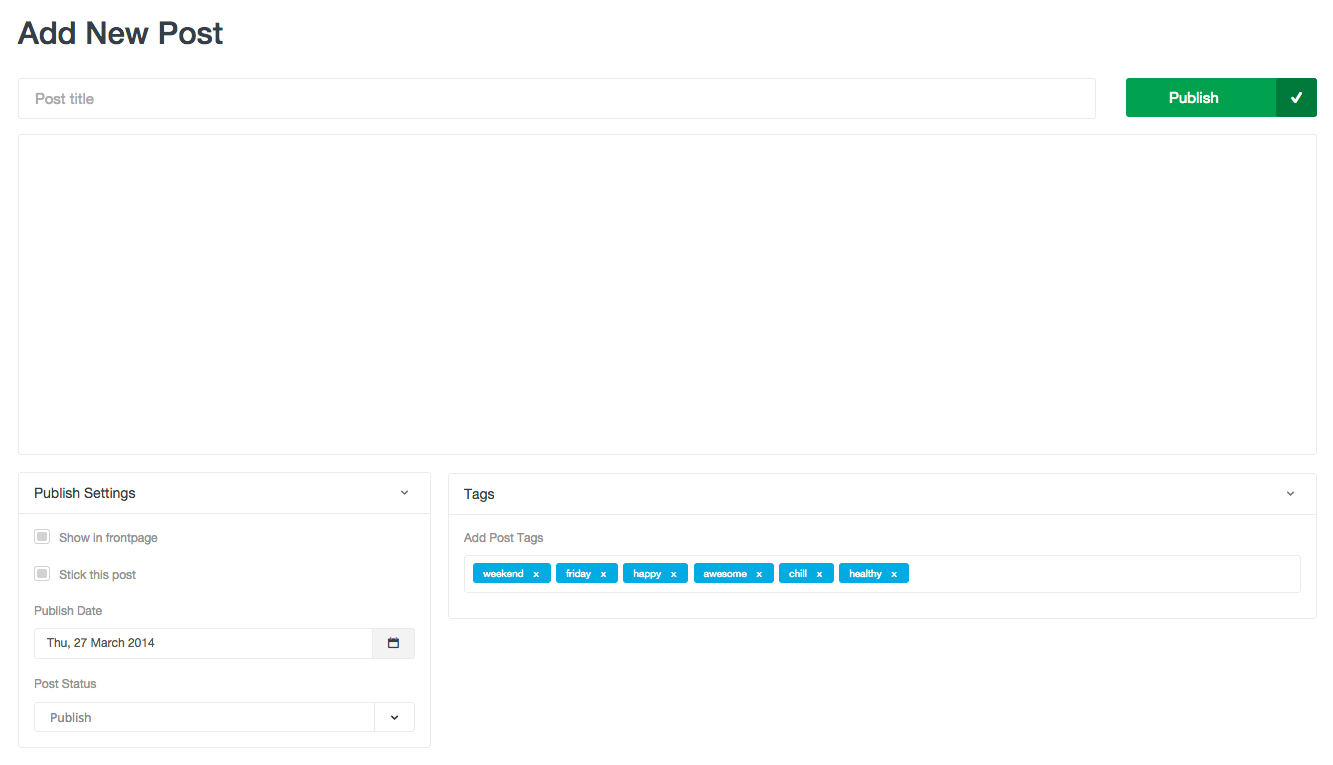 Add New Post
Post title
Publish
Publish Settings
Show in frontpage
Stick this post
Publish Date
Thu, 27 March 2014
Post Status
Publish
Tags
Add Post Tags
weekend x friday x happy x awesome x chill x healthy x